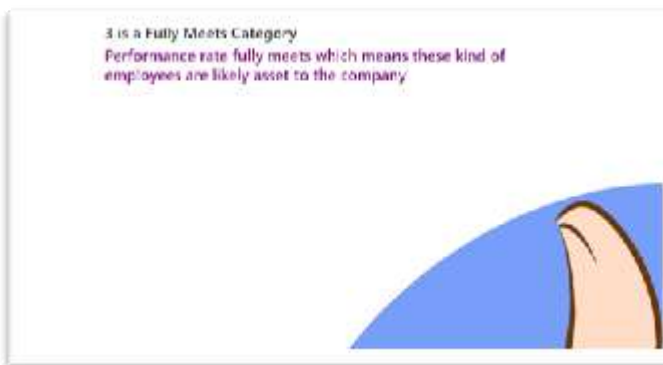 3 is a Fully Meets Category
Performance rate fully meets which means these kind of
employees are likely asset to the company